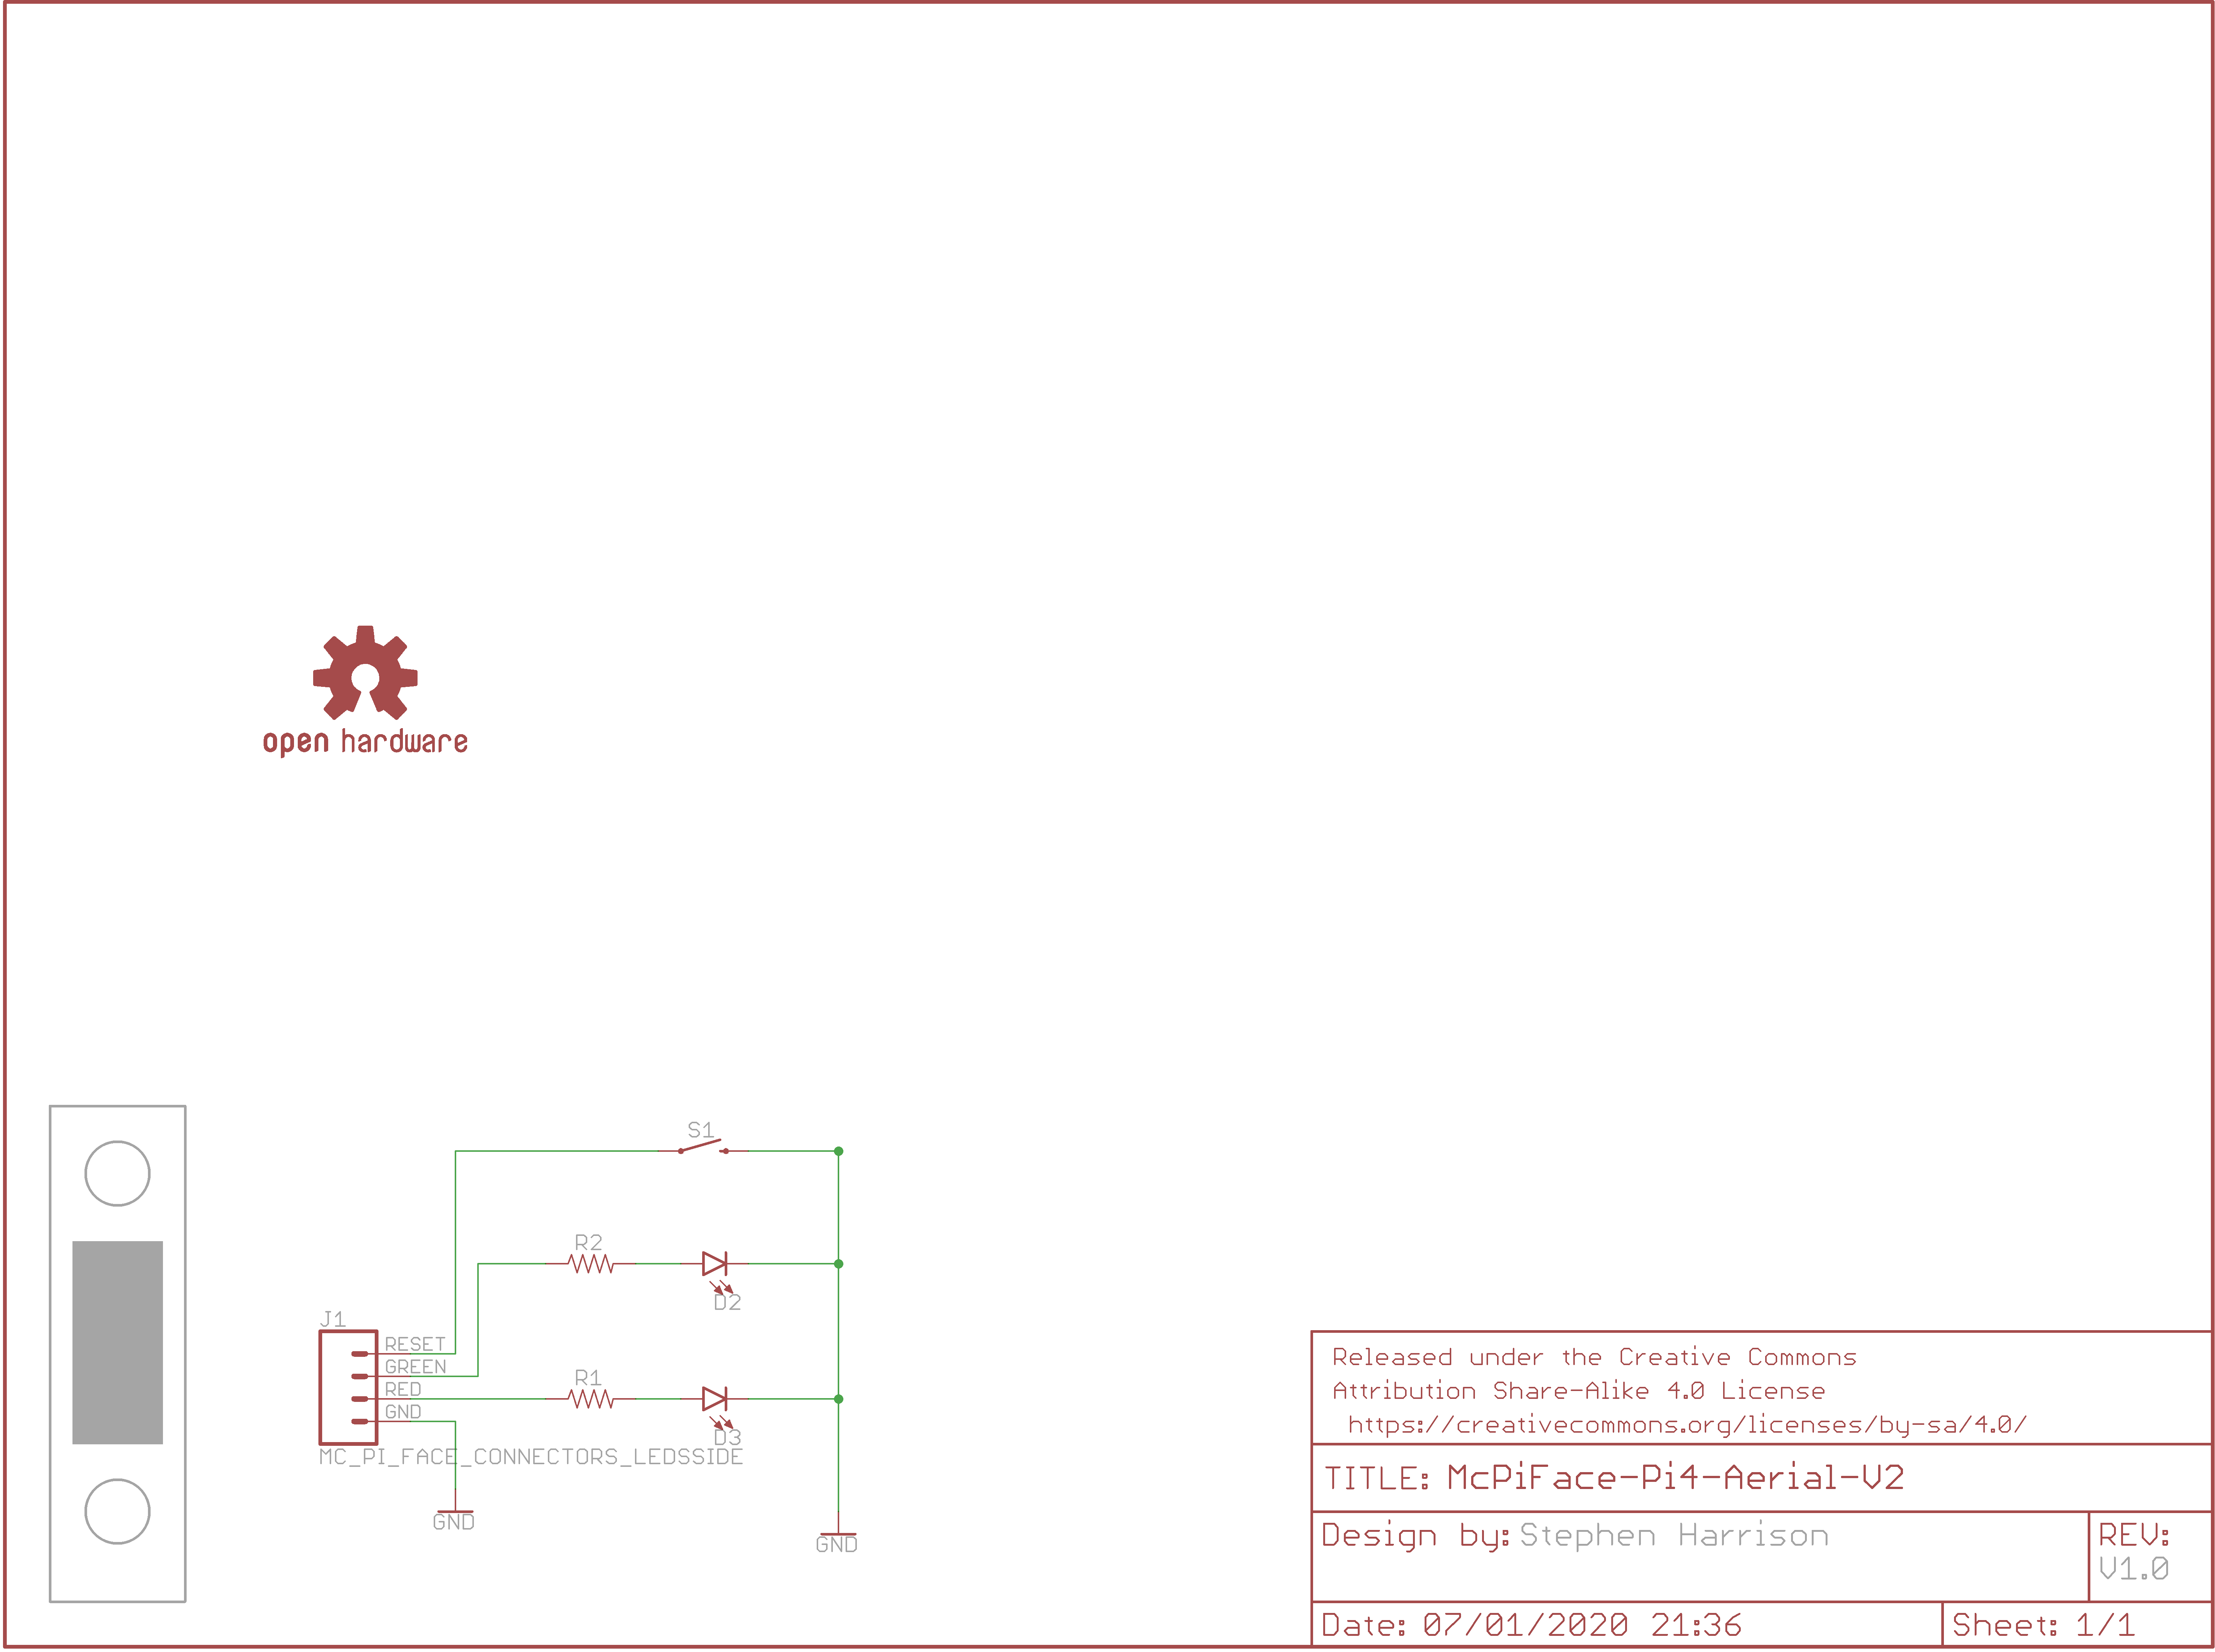 open hardware
S1
R2
D2
J1
RESET
GREEN
RED
GND
R1
D3
MC_PI_FACE_CONNECTORS_LEDSSIDE
GND
GND
Released under the Creative Commons
Attribution Share-Alike 4.0 License
https://creativecommons.org/licenses/by-sa/4.0/
TITLE: McPiFace-Pi4-Aerial-V2
Design by: Stephen Harrison
REV:
V1.0
Date: 07/01/2020 21:36
Sheet: 1/1